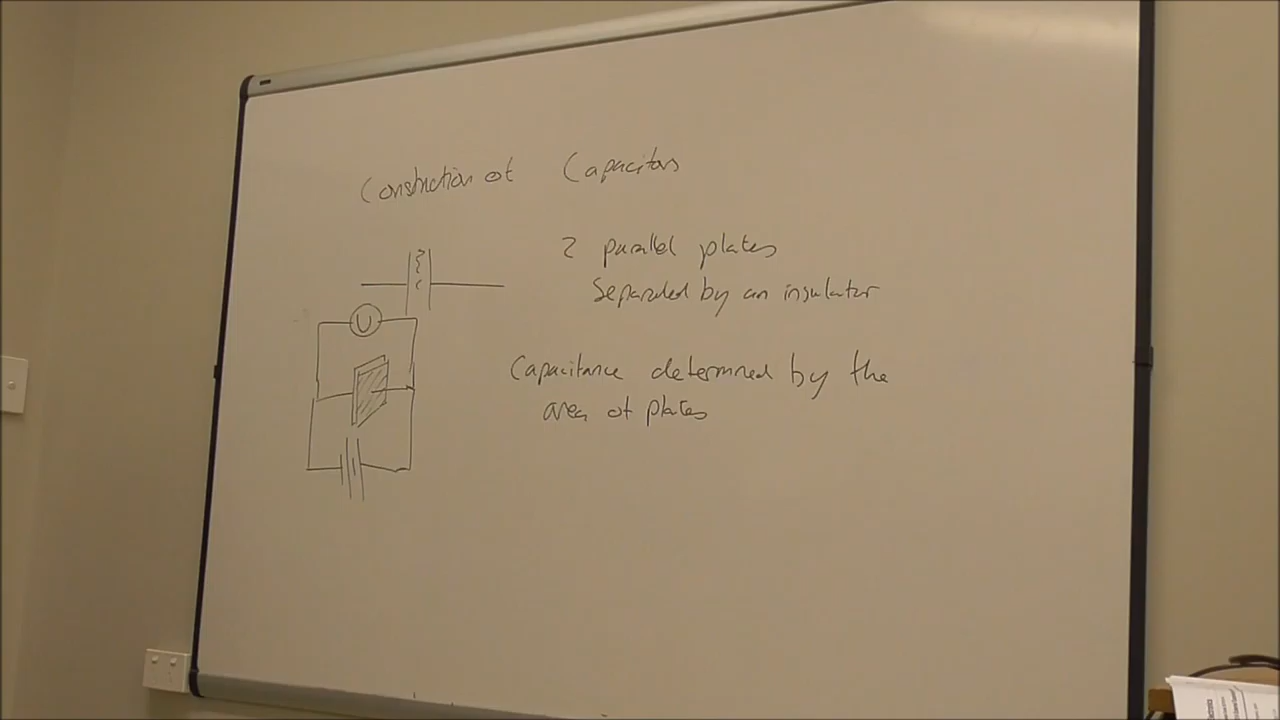 Construction of Capacitors
2 parallel plates
Separated by an insulator
V
Capacitance determined by the
area of plates